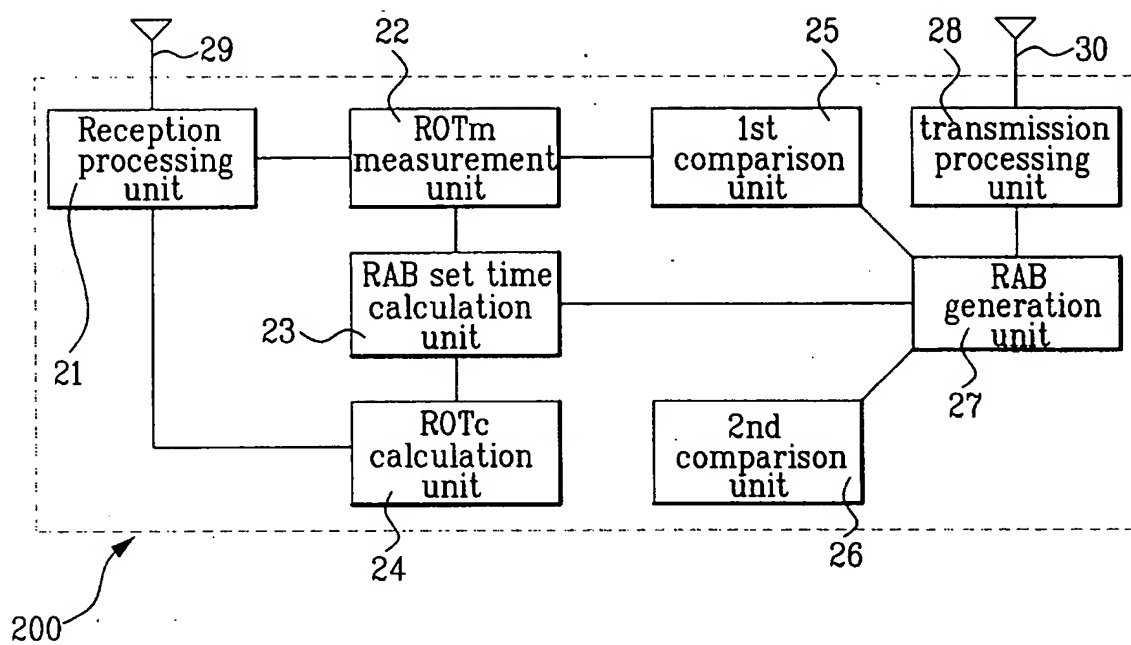 29
22
25
28
30
Reception
processing
unit
ROTm
measurement
unit
1st
comparison
unit
transmission
processing
unit
21
RAB set time
calculation
unit
23
RAB
generation
unit
27
ROTc
calculation
unit
24
2nd
comparison
unit
26
200